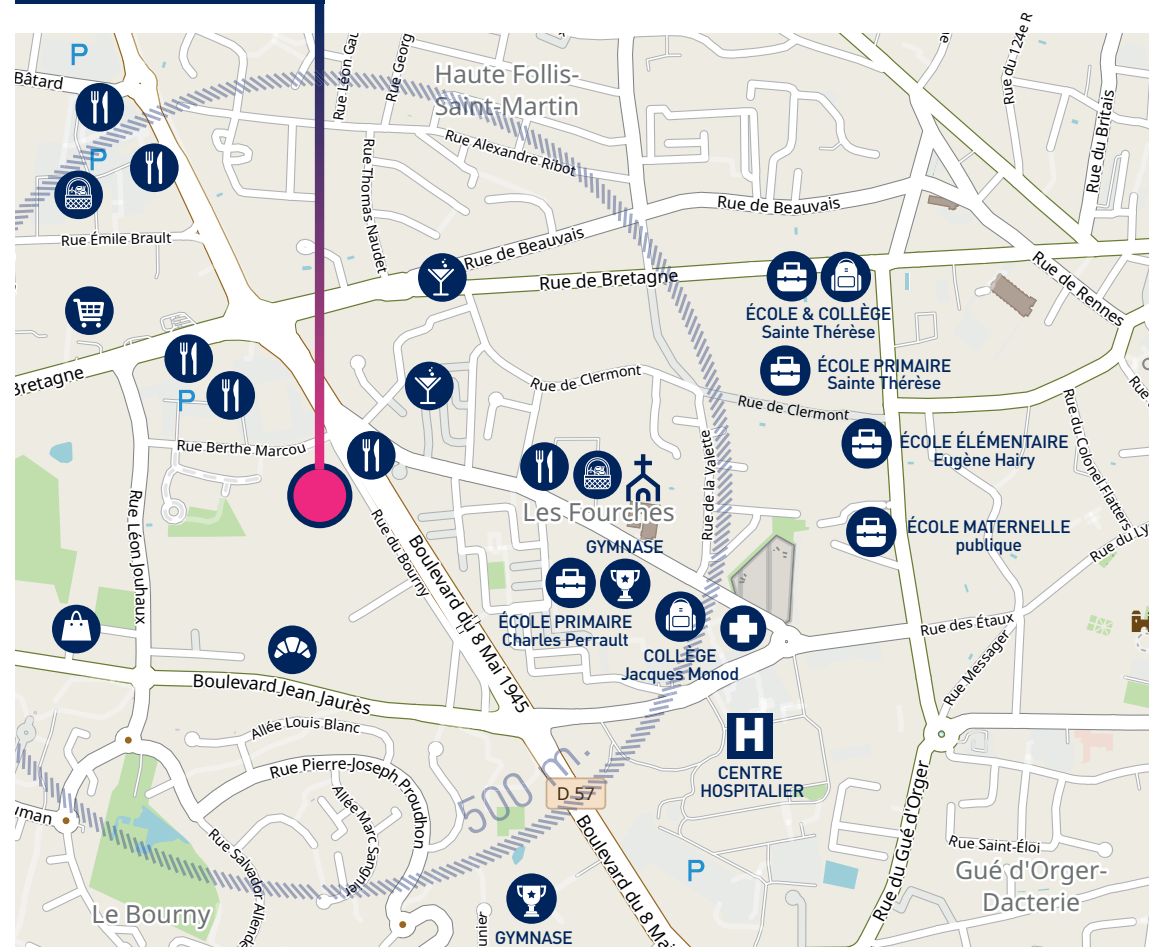 P
Bâtard
Rue Léon Gau
Rue Georg
Haute Follis-
Saint-Martin
Rue du 124e R
Rue du Britais
P
Rue Alexandre Ribot
Rue Thomas Naudet
Rue Émile Brault
Rue de Beauvais
Rue de Beauvais
Rue de Bretagne
Rue de Rennes
ÉCOLE & COLLÈGE
Sainte Thérèse
ÉCOLE PRIMAIRE
Sainte Thérèse
Bretagne
P
Rue de Clermont
Rue de Clermont
Rue du Colonel Flatters
Rue Berthe Marcou
Rue de la Valette
ÉCOLE ÉLÉMENTAIRE
Eugène Hairy
Rue Léon Jouhaux
Rue du Bourny
Les Fourches
ÉCOLE MATERNELLE
publique
Rue du Ly
GYMNASE
Boulevard du 8 Mai 1945
ÉCOLE PRIMAIRE
Charles Perrault
COLLÈGE
Jacques Monod
Rue des Étaux
Rue Messager
Boulevard Jean Jaurès
Allée Louis Blanc
H
CENTRE
HOSPITALIER
Rue Pierre-Joseph Proudhon
Allée Marc Sangnier
500 m.
D 57
uman
Rue Salvador Allende
Boulevard du 8 Mai
P
Rue du Gué d'Orger
Rue Saint-Éloi
Gué d'Orger-
Dacterie
Le Bourny
unier
GYMNASE